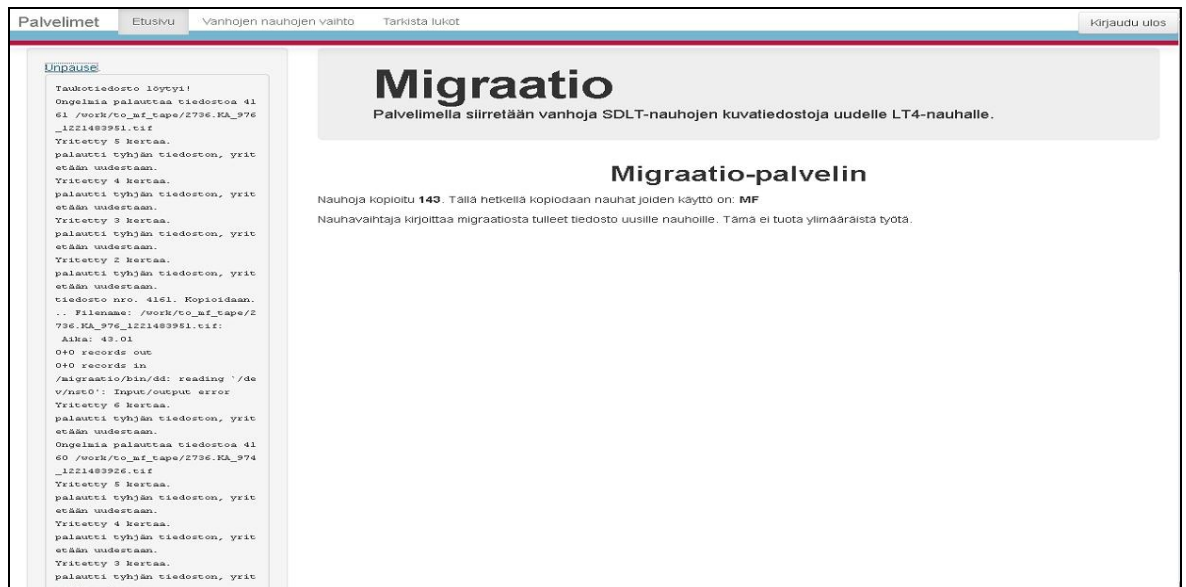 Palvelimet Etusivu Vanhojen nauhojen vaihto Tarkista lukot Kirjaudu ulos
Unpause
Taukotiedosto löytyi!
Ongelmia palauttaa tiedostoa 41
61 /work/to_mf_tape/2736.KA_976
_1221483951.tif
Yritetty 5 kertaa.
palautti tyhjän tiedoston, yrit
etään uudestaan.
Yritetty 4 kertaa.
palautti tyhjän tiedoston, yrit
etään uudestaan.
Yritetty 3 kertaa.
palautti tyhjän tiedoston, yrit
etään uudestaan.
Yritetty 2 kertaa.
palautti tyhjän tiedoston, yrit
etään uudestaan.
tiedosto nro. 4161. Kopioidaan.
.. Filename: /work/to_mf_tape/2
736.KA_976_1221483951.tif:
Aika: 43.01
0+0 records out
0+0 records in
/migraatio/bin/dd: reading `/de
v/nst0': Input/output error
Yritetty 6 kertaa.
palautti tyhjän tiedoston, yrit
etään uudestaan.
Ongelmia palauttaa tiedostoa 41
60 /work/to_mf_tape/2736.KA_974
_1221483926.tif
Yritetty 5 kertaa.
palautti tyhjän tiedoston, yrit
etään uudestaan.
Yritetty 4 kertaa.
palautti tyhjän tiedoston, yrit
etään uudestaan.
Yritetty 3 kertaa.
palautti tyhjän tiedoston, yrit
Migraatio
Palvelimella siirretään vanhoja SDLT-nauhojen kuvatiedostoja uudelle LT4-nauhalle.
Migraatio-palvelin
Nauhoja kopioitu 143. Tällä hetkellä kopiodaan nauhat joiden käyttö on: MF
Nauhavaihtaja kirjoittaa migraatiosta tulleet tiedosto uusille nauhoille. Tämä ei tuota ylimääräistä työtä.